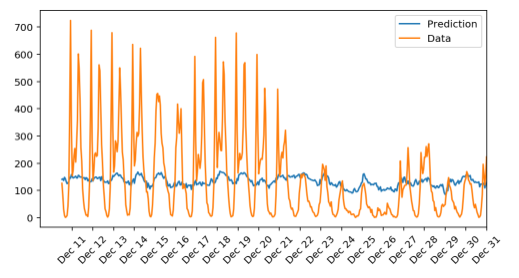 Prediction
Data
700
600
500
400
300
200
100
0
Dec 11
Dec 12
Dec 13
Dec 14
Dec 15
Dec 16
Dec 17
Dec 18
Dec 19
Dec 20
Dec 21
Dec 22
Dec 23
Dec 24
Dec 25
Dec 26
Dec 27
Dec 28
Dec 29
Dec 30
Dec 31